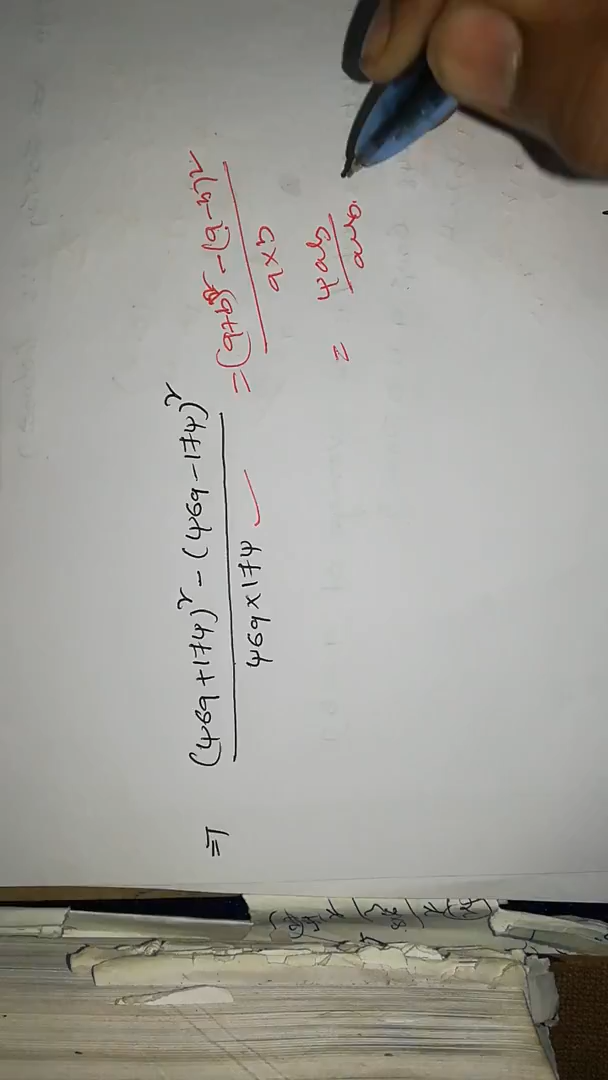 ⇒ (469+174)² - (469-174)²
469×174
= (a+b)² - (a-b)²
a×b
= 4ab